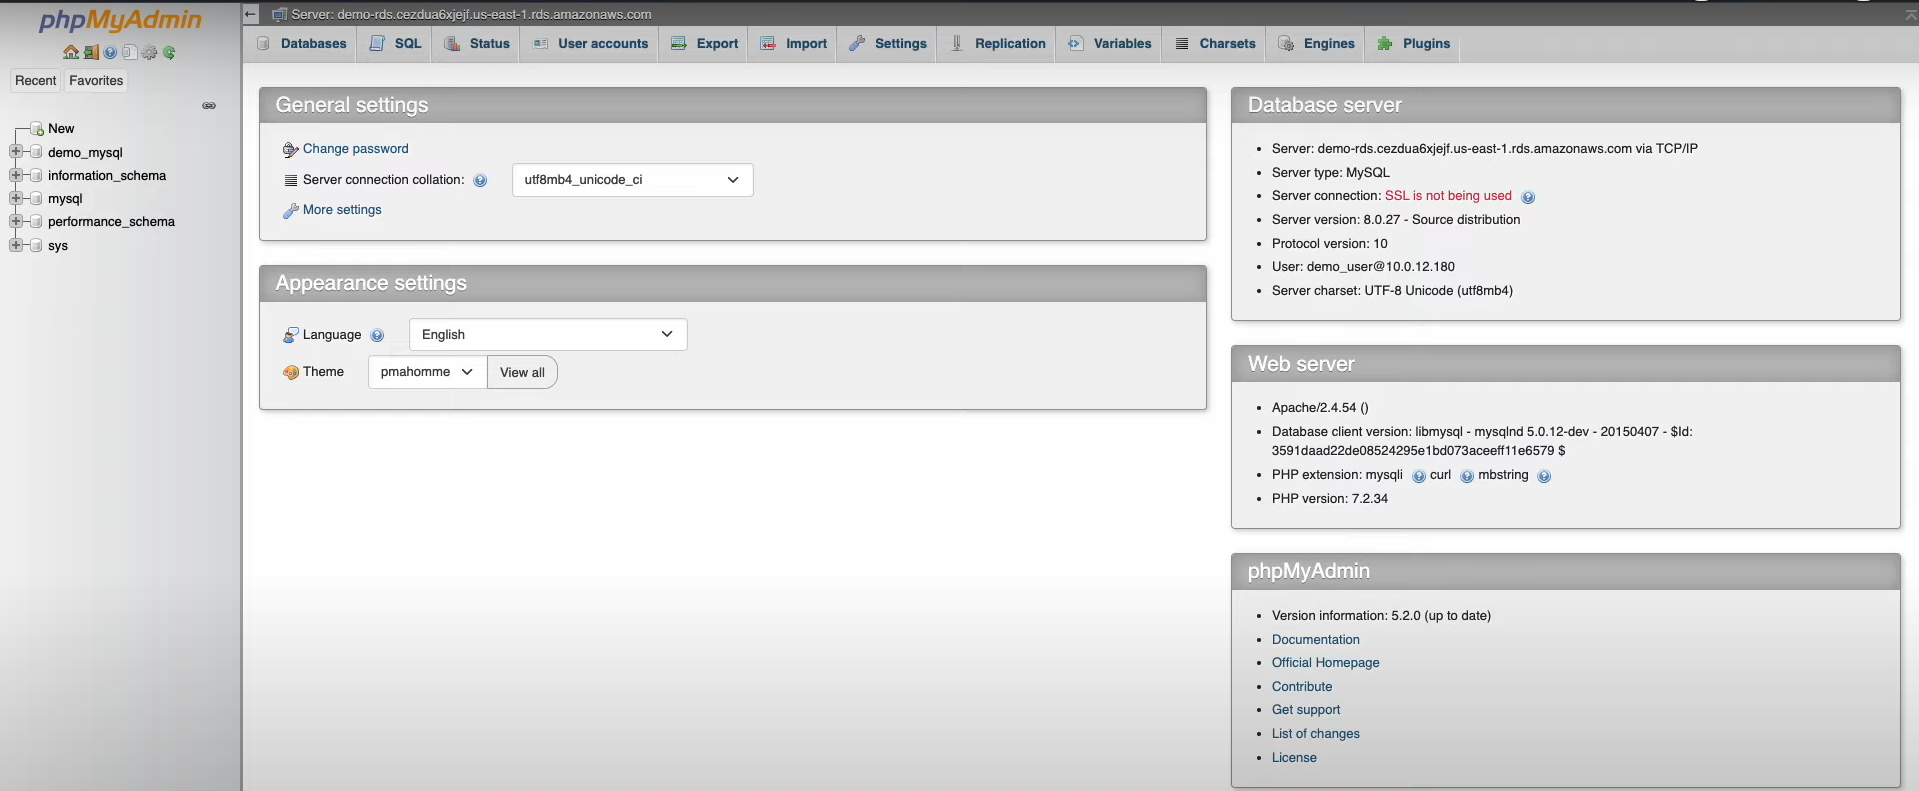 phpMyAdmin
Recent Favorites
New
demo_mysql
information_schema
mysql
performance_schema
sys
Server: demo-rds.cezdua6xjejf.us-east-1.rds.amazonaws.com
Databases SQL Status User accounts Export Import Settings Replication Variables Charsets Engines Plugins
General settings
Change password
Server connection collation: utf8mb4_unicode_ci
More settings
Appearance settings
Language English
Theme pmahomme View all
Database server
Server: demo-rds.cezdua6xjejf.us-east-1.rds.amazonaws.com via TCP/IP
Server type: MySQL
Server connection: SSL is not being used
Server version: 8.0.27 - Source distribution
Protocol version: 10
User: demo_user@10.0.12.180
Server charset: UTF-8 Unicode (utf8mb4)
Web server
Apache/2.4.54 ()
Database client version: libmysql - mysqlnd 5.0.12-dev - 20150407 - $Id:
3591daad22de08524295e1bd073aceeff11e6579 $
PHP extension: mysqli curl mbstring
PHP version: 7.2.34
phpMyAdmin
Version information: 5.2.0 (up to date)
Documentation
Official Homepage
Contribute
Get support
List of changes
License